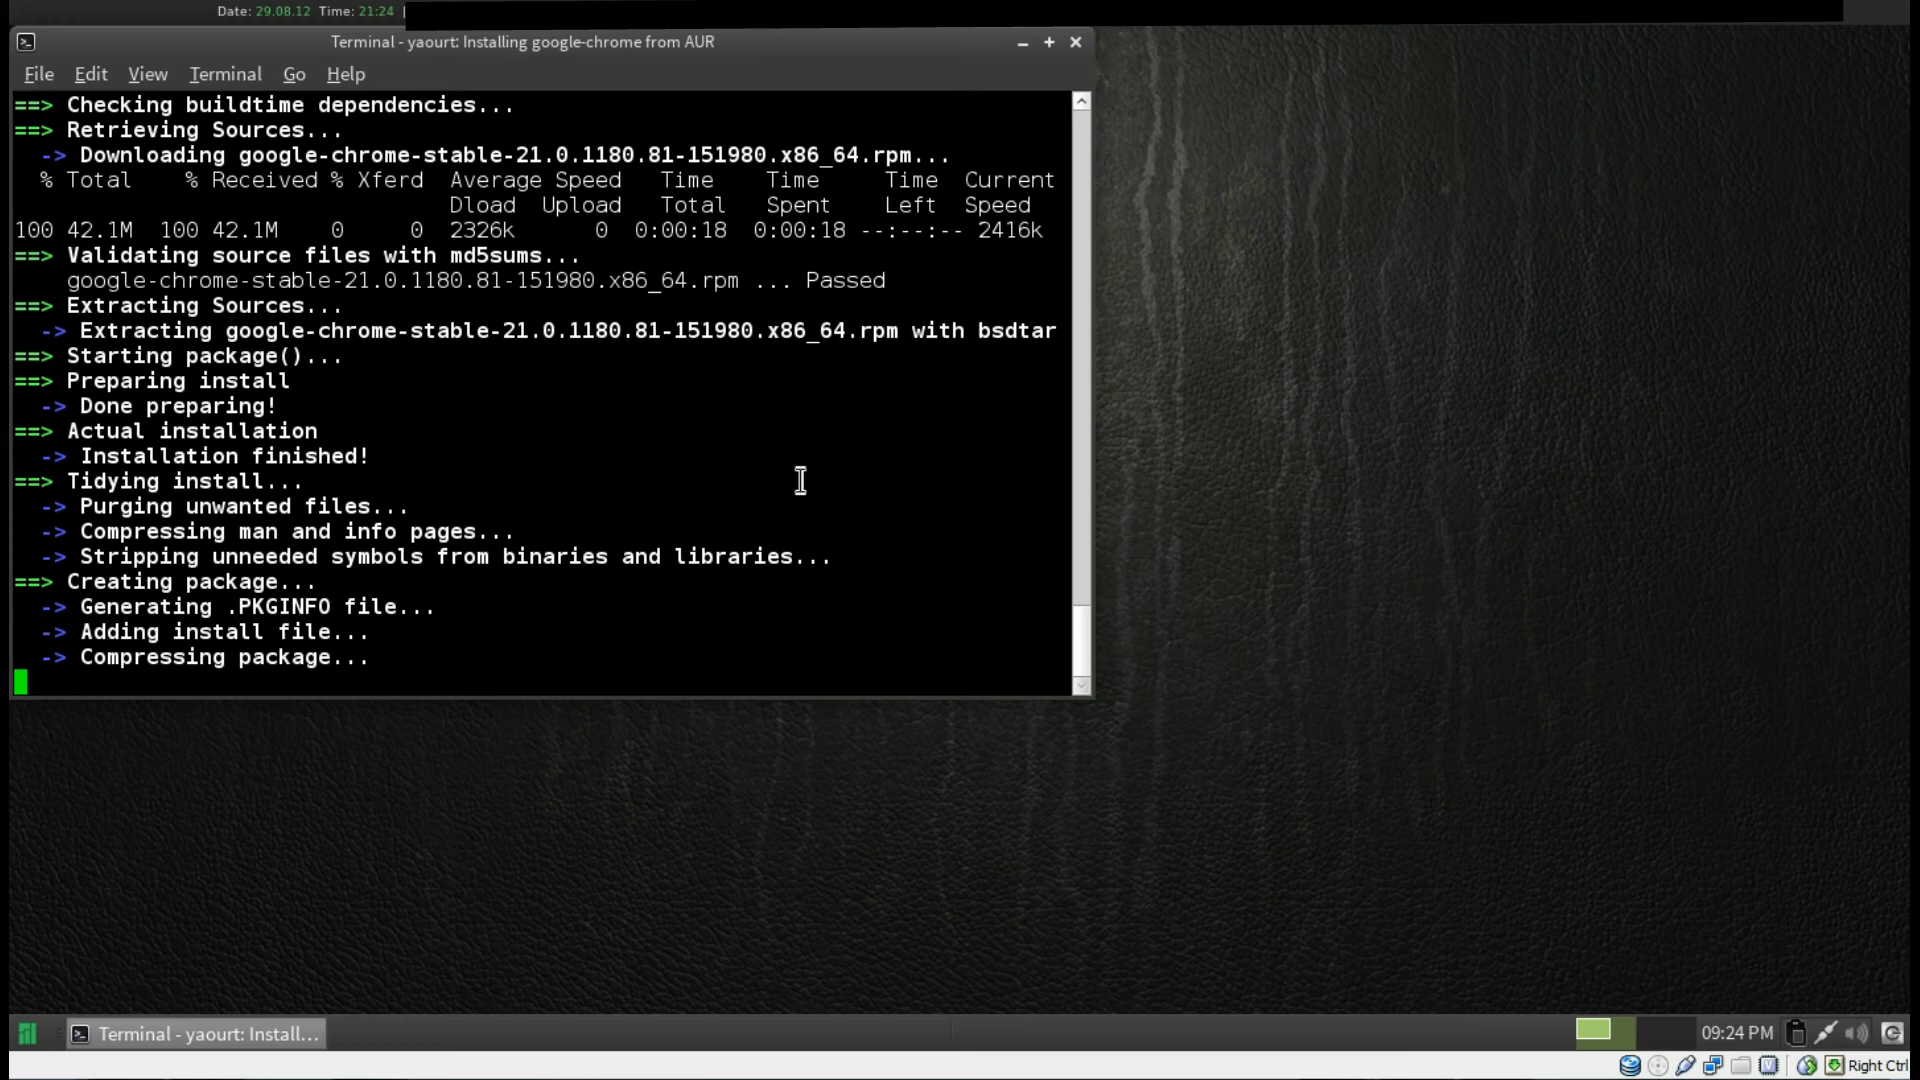 Date: 29.08.12 Time: 21:24 |
Terminal - yaourt: Installing google-chrome from AUR
File Edit View Terminal Go Help
==> Checking buildtime dependencies...
==> Retrieving Sources...
  -> Downloading google-chrome-stable-21.0.1180.81-151980.x86_64.rpm...
  % Total    % Received % Xferd  Average Speed   Time    Time     Time  Current
                                 Dload  Upload   Total   Spent    Left  Speed
100 42.1M  100 42.1M    0     0  2326k      0  0:00:18  0:00:18 --:--:-- 2416k
==> Validating source files with md5sums...
    google-chrome-stable-21.0.1180.81-151980.x86_64.rpm ... Passed
==> Extracting Sources...
  -> Extracting google-chrome-stable-21.0.1180.81-151980.x86_64.rpm with bsdtar
==> Starting package()...
==> Preparing install
  -> Done preparing!
==> Actual installation
  -> Installation finished!
==> Tidying install...
  -> Purging unwanted files...
  -> Compressing man and info pages...
  -> Stripping unneeded symbols from binaries and libraries...
==> Creating package...
  -> Generating .PKGINFO file...
  -> Adding install file...
  -> Compressing package...
Terminal - yaourt: Install...
09:24 PM
Right Ctrl